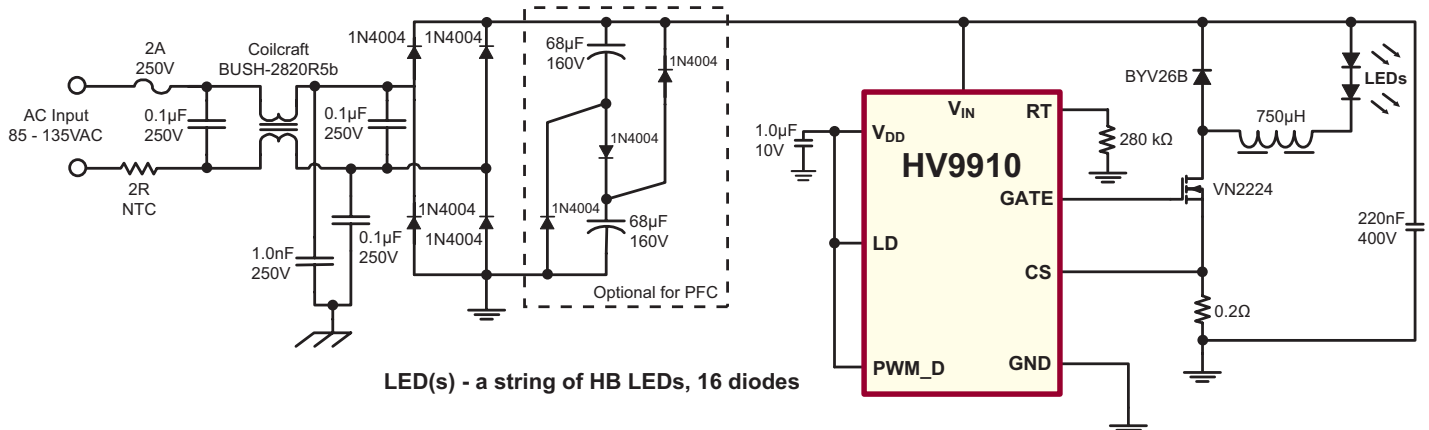 AC Input
85 - 135VAC
2A
250V
0.1µF
250V
2R
NTC
Coilcraft
BUSH-2820R5b
0.1µF
250V
1.0nF
250V
0.1µF
250V
1N4004
1N4004
1N4004
1N4004
68µF
160V
1N4004
1N4004
1N4004
68µF
160V
Optional for PFC
1.0µF
10V
VIN
VDD
RT
HV9910
GATE
LD
CS
PWM_D
GND
280 kΩ
BYV26B
LEDs
750µH
VN2224
220nF
400V
0.2Ω
LED(s) - a string of HB LEDs, 16 diodes